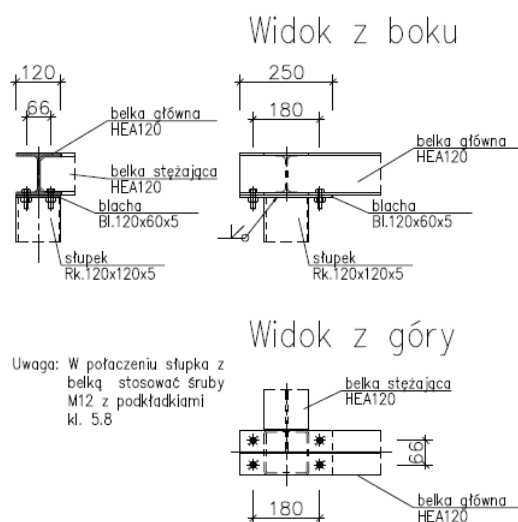 Widok z boku
120
66
belka główna
HEA120
belka stężająca
HEA120
blacha
Bl.120x60x5
słupek
Rk.120x120x5
250
180
belka główna
HEA120
blacha
Bl.120x60x5
słupek
Rk.120x120x5
Widok z góry
Uwaga: W połaczeniu słupka z
belką stosować śruby
M12 z podkładkiami
kl. 5.8
belka stężająca
HEA120
66
180
belka główna
HEA120